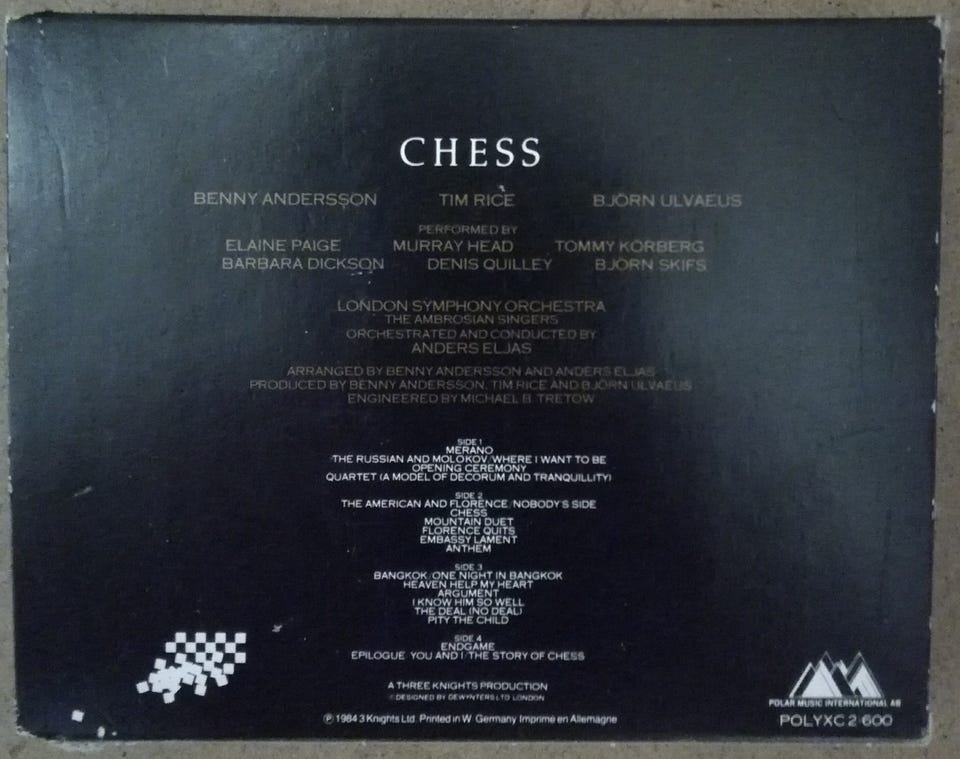 CHESS
BENNY ANDERSSON TIM RICE BJÖRN ULVAEUS
PERFORMED BY
ELAINE PAIGE MURRAY HEAD TOMMY KÖRBERG
BARBARA DICKSON DENIS QUILLEY BJÖRN SKIFS
LONDON SYMPHONY ORCHESTRA
THE AMBROSIAN SINGERS
ORCHESTRATED AND CONDUCTED BY
ANDERS ELJAS
ARRANGED BY BENNY ANDERSSON AND ANDERS ELJAS
PRODUCED BY BENNY ANDERSSON, TIM RICE AND BJÖRN ULVAEUS
ENGINEERED BY MICHAEL B. TRETOW
SIDE 1
MERANO
THE RUSSIAN AND MOLOKOV/WHERE I WANT TO BE
OPENING CEREMONY
QUARTET (A MODEL OF DECORUM AND TRANQUILLITY)
SIDE 2
THE AMERICAN AND FLORENCE/NOBODY'S SIDE
CHESS
MOUNTAIN DUET
FLORENCE QUITS
EMBASSY LAMENT
ANTHEM
SIDE 3
BANGKOK/ONE NIGHT IN BANGKOK
HEAVEN HELP MY HEART
ARGUMENT
I KNOW HIM SO WELL
THE DEAL (NO DEAL)
PITY THE CHILD
SIDE 4
ENDGAME
EPILOGUE: YOU AND I/THE STORY OF CHESS
A THREE KNIGHTS PRODUCTION
© DESIGNED BY DEWYNTERS LTD LONDON
℗ 1984 3 Knights Ltd. Printed in W. Germany Imprime en Allemagne
POLAR MUSIC INTERNATIONAL AB
POLYXC 2/600